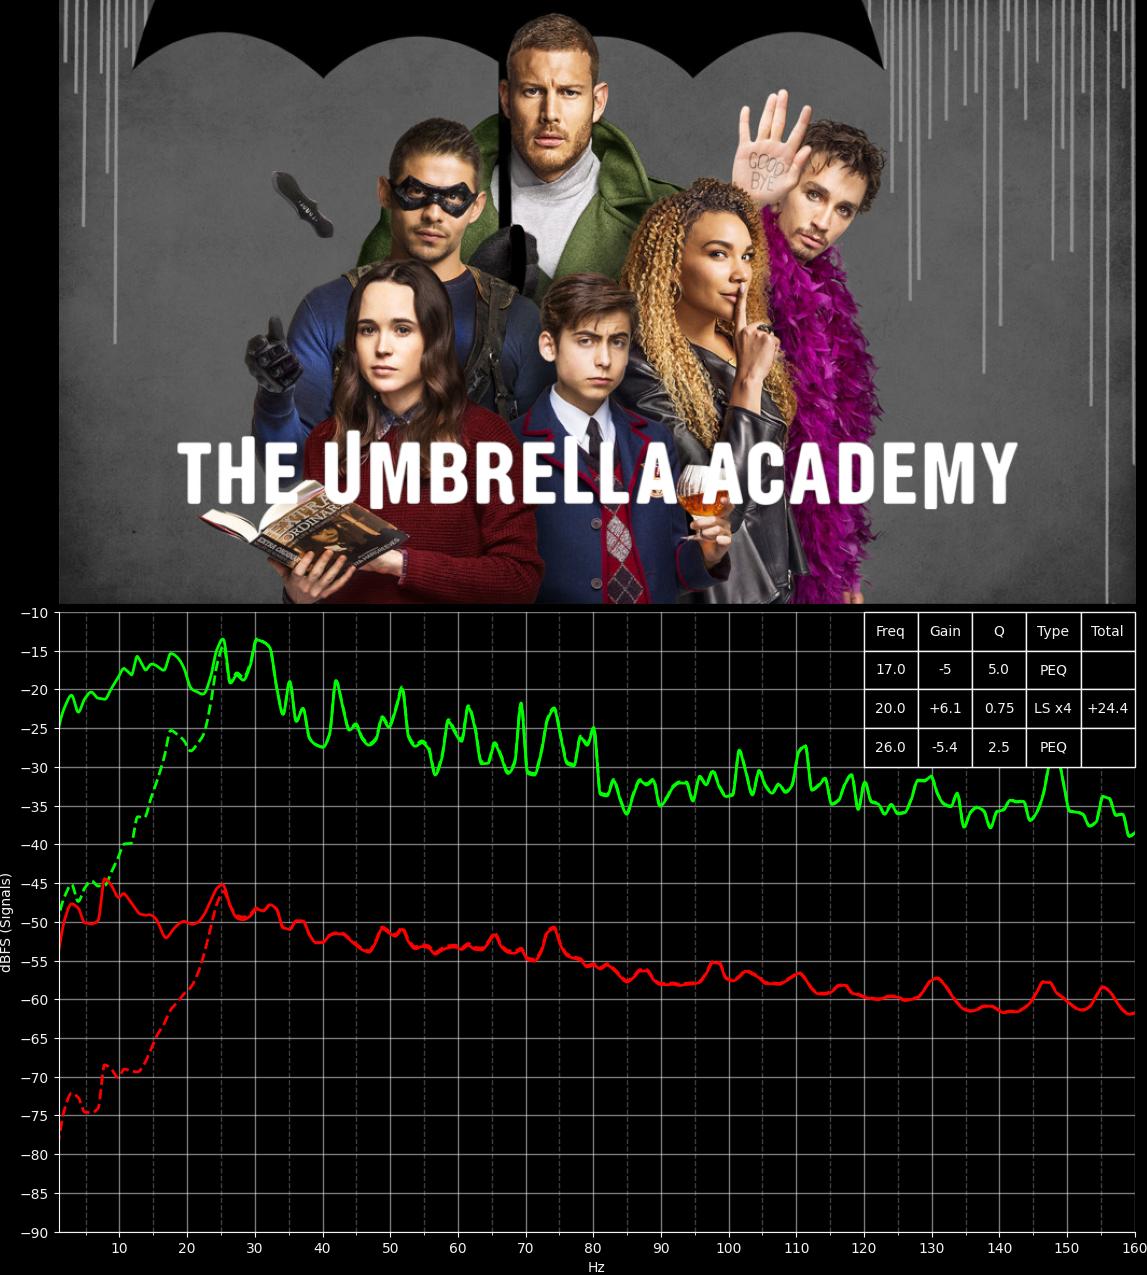 GOOD
BYE
THE UMBRELLA ACADEMY
EXTRA
ORDINARY
-10
-15
-20
-25
-30
-35
-40
-45
-50
-55
-60
-65
-70
-75
-80
-85
-90
dBFS (Signals)
Freq Gain Q Type Total
17.0 -5 5.0 PEQ
20.0 +6.1 0.75 LS x4 +24.4
26.0 -5.4 2.5 PEQ
10 20 30 40 50 60 70 80 90 100 110 120 130 140 150 160
Hz